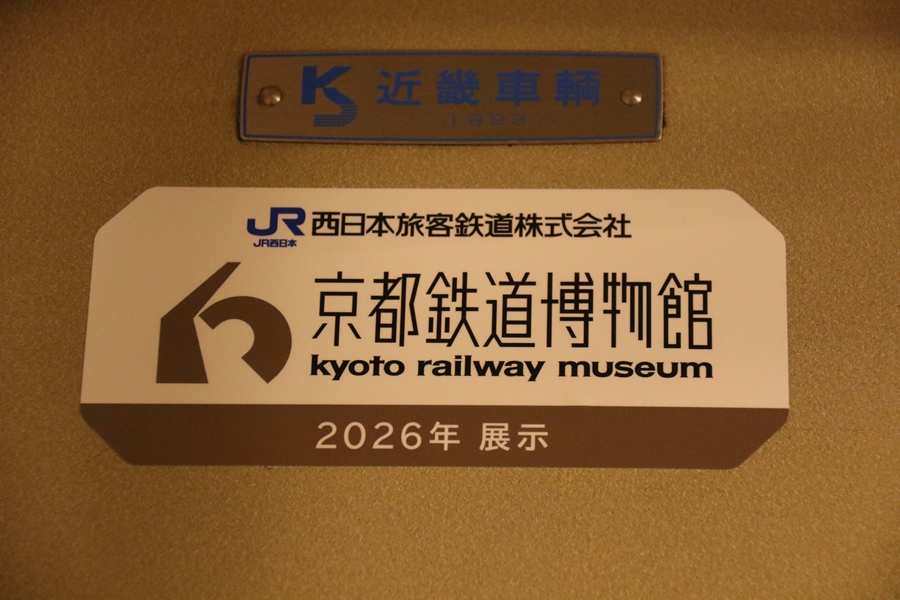 KS 近畿車輛
JR 西日本旅客鉄道株式会社
JR西日本
京都鉄道博物館
kyoto railway museum
2026年 展示